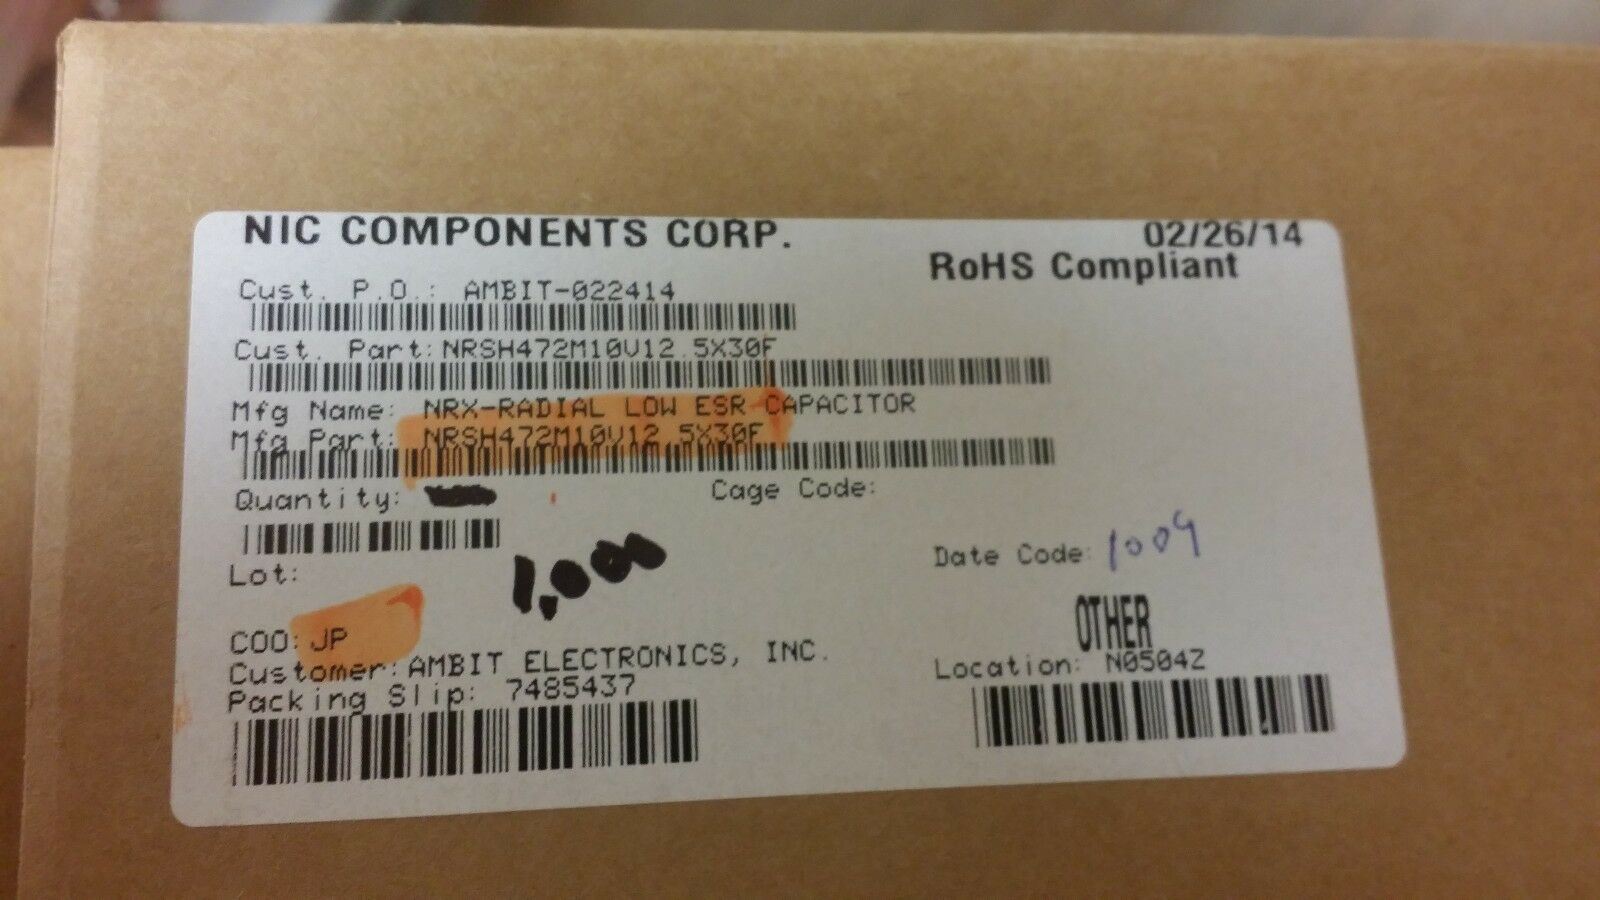 NIC COMPONENTS CORP. 02/26/14
RoHS Compliant
Cust. P.O.: AMBIT-022414
Cust. Part: NRSH472M10V12.5X30F
Mfg Name: NRX-RADIAL LOW ESR CAPACITOR
Mfg Part: NRSH472M10V12.5X30F
Quantity: Cage Code:
1,000
Lot: Date Code: 1009
OTHER
COO: JP
Customer: AMBIT ELECTRONICS, INC.
Location: N0504Z
Packing Slip: 7485437